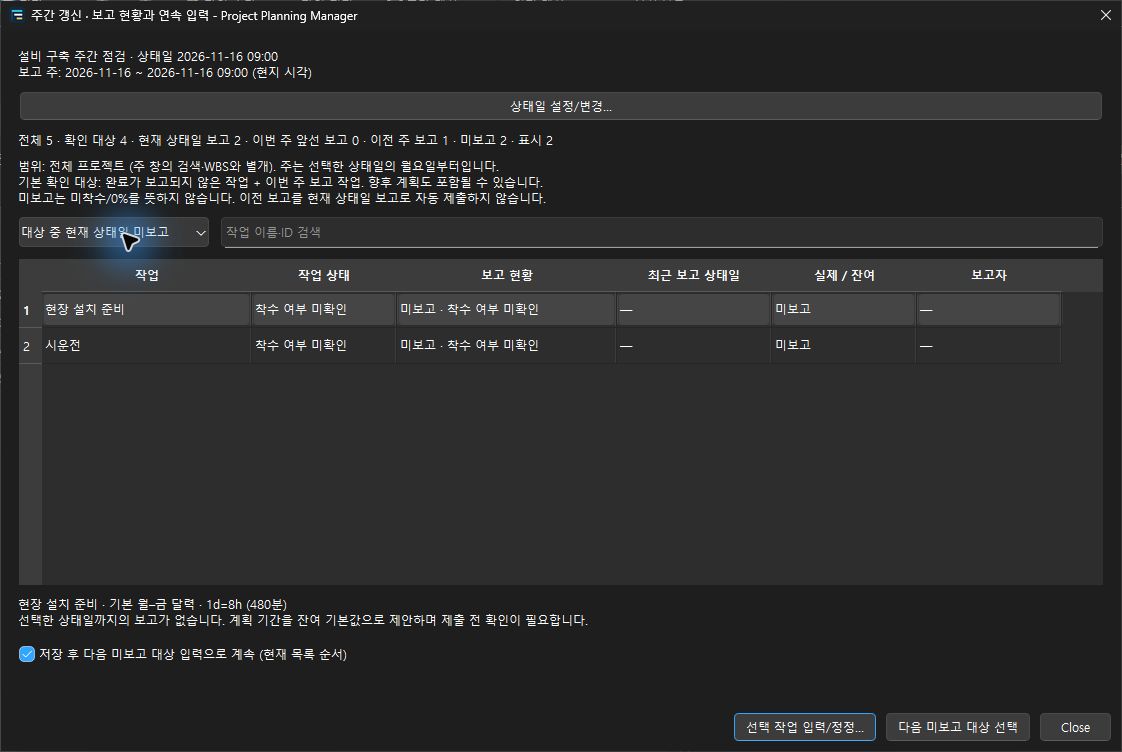 주간 갱신 · 보고 현황과 연속 입력 - Project Planning Manager
설비 구축 주간 점검 · 상태일 2026-11-16 09:00
보고 주: 2026-11-16 ~ 2026-11-16 09:00 (현지 시각)
상태일 설정/변경...
전체 5 · 확인 대상 4 · 현재 상태일 보고 2 · 이번 주 앞선 보고 0 · 이전 주 보고 1 · 미보고 2 · 표시 2
범위: 전체 프로젝트 (주 창의 검색·WBS와 별개). 주는 선택한 상태일의 월요일부터입니다.
기본 확인 대상: 완료가 보고되지 않은 작업 + 이번 주 보고 작업. 향후 계획도 포함될 수 있습니다.
미보고는 미착수/0%를 뜻하지 않습니다. 이전 보고를 현재 상태일 보고로 자동 제출하지 않습니다.
대상 중 현재 상태일 미보고 작업 이름·ID 검색
작업 작업 상태 보고 현황 최근 보고 상태일 실제 / 잔여 보고자
1 현장 설치 준비 착수 여부 미확인 미보고 · 착수 여부 미확인 — 미보고 —
2 시운전 착수 여부 미확인 미보고 · 착수 여부 미확인 — 미보고 —
현장 설치 준비 · 기본 월–금 달력 · 1d=8h (480분)
선택한 상태일까지의 보고가 없습니다. 계획 기간을 잔여 기본값으로 제안하며 제출 전 확인이 필요합니다.
저장 후 다음 미보고 대상 입력으로 계속 (현재 목록 순서)
선택 작업 입력/정정... 다음 미보고 대상 선택 Close